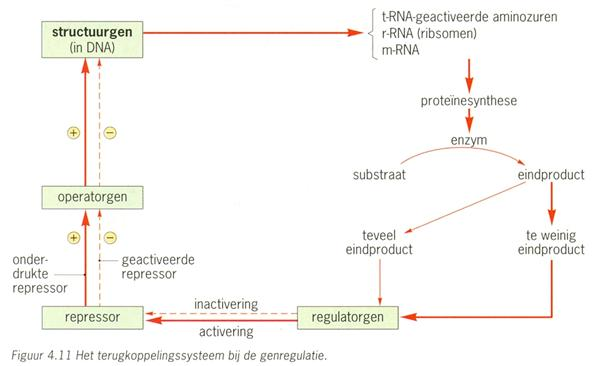 structuurgen
(in DNA)
t-RNA-geactiveerde aminozuren
r-RNA (ribsomen)
m-RNA
proteïnesynthese
enzym
substraat
eindproduct
+
−
operatorgen
teveel
eindproduct
te weinig
eindproduct
+
−
onder-
drukte
repressor
geactiveerde
repressor
inactivering
repressor
regulatorgen
activering
Figuur 4.11 Het terugkoppelingssysteem bij de genregulatie.